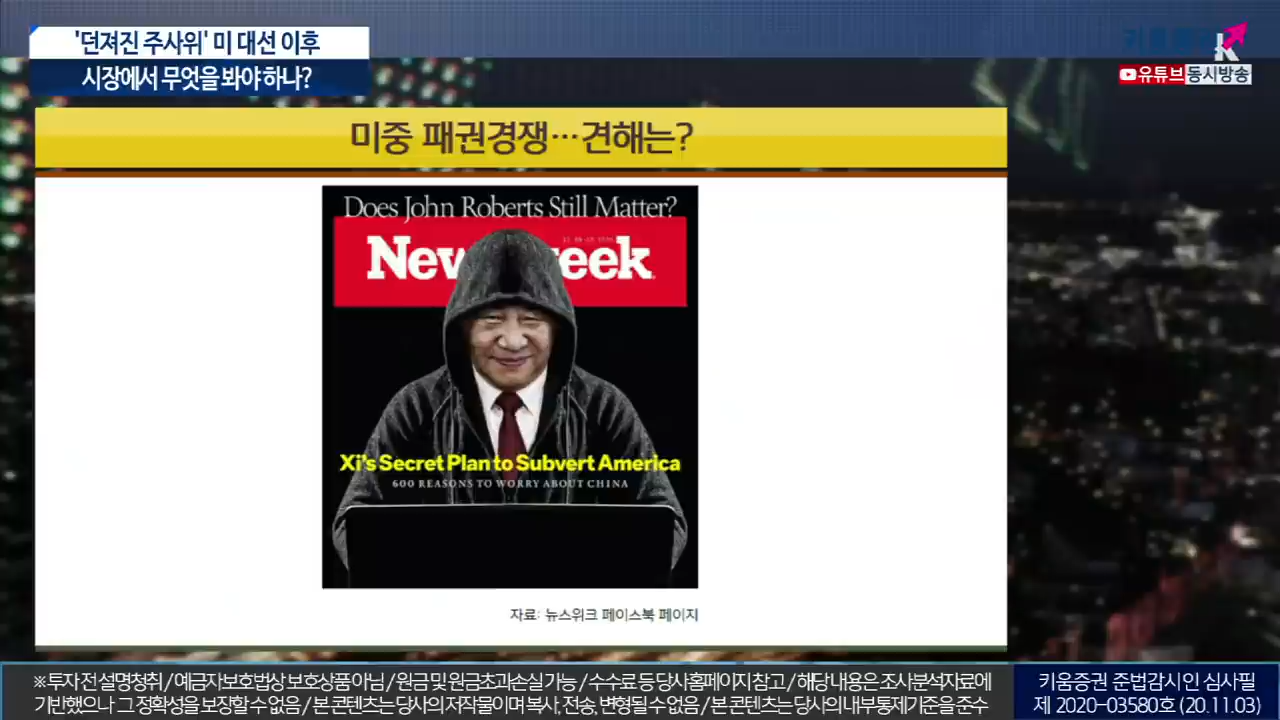 '던져진 주사위' 미 대선 이후
시장에서 무엇을 봐야 하나?
키움증권
유튜브동시방송
미중 패권경쟁…견해는?
Does John Roberts Still Matter?
New eek
Xi's Secret Plan to Subvert America
600 REASONS TO WORRY ABOUT CHINA
자료: 뉴스위크 페이스북 페이지
※ 투자 전 설명청취 / 예금자보호법상 보호상품 아님 / 원금 및 원금초과손실 가능 / 수수료 등 당사홈페이지 참고 / 해당 내용은 조사분석자료에
기반했으나 그 정확성을 보장할 수 없음 / 본 콘텐츠는 당사의 저작물이며 복사, 전송, 변형될 수 없음 / 본 콘텐츠는 당사의 내부통제기준을 준수
키움증권 준법감시인 심사필
제 2020-03580호 (20.11.03)